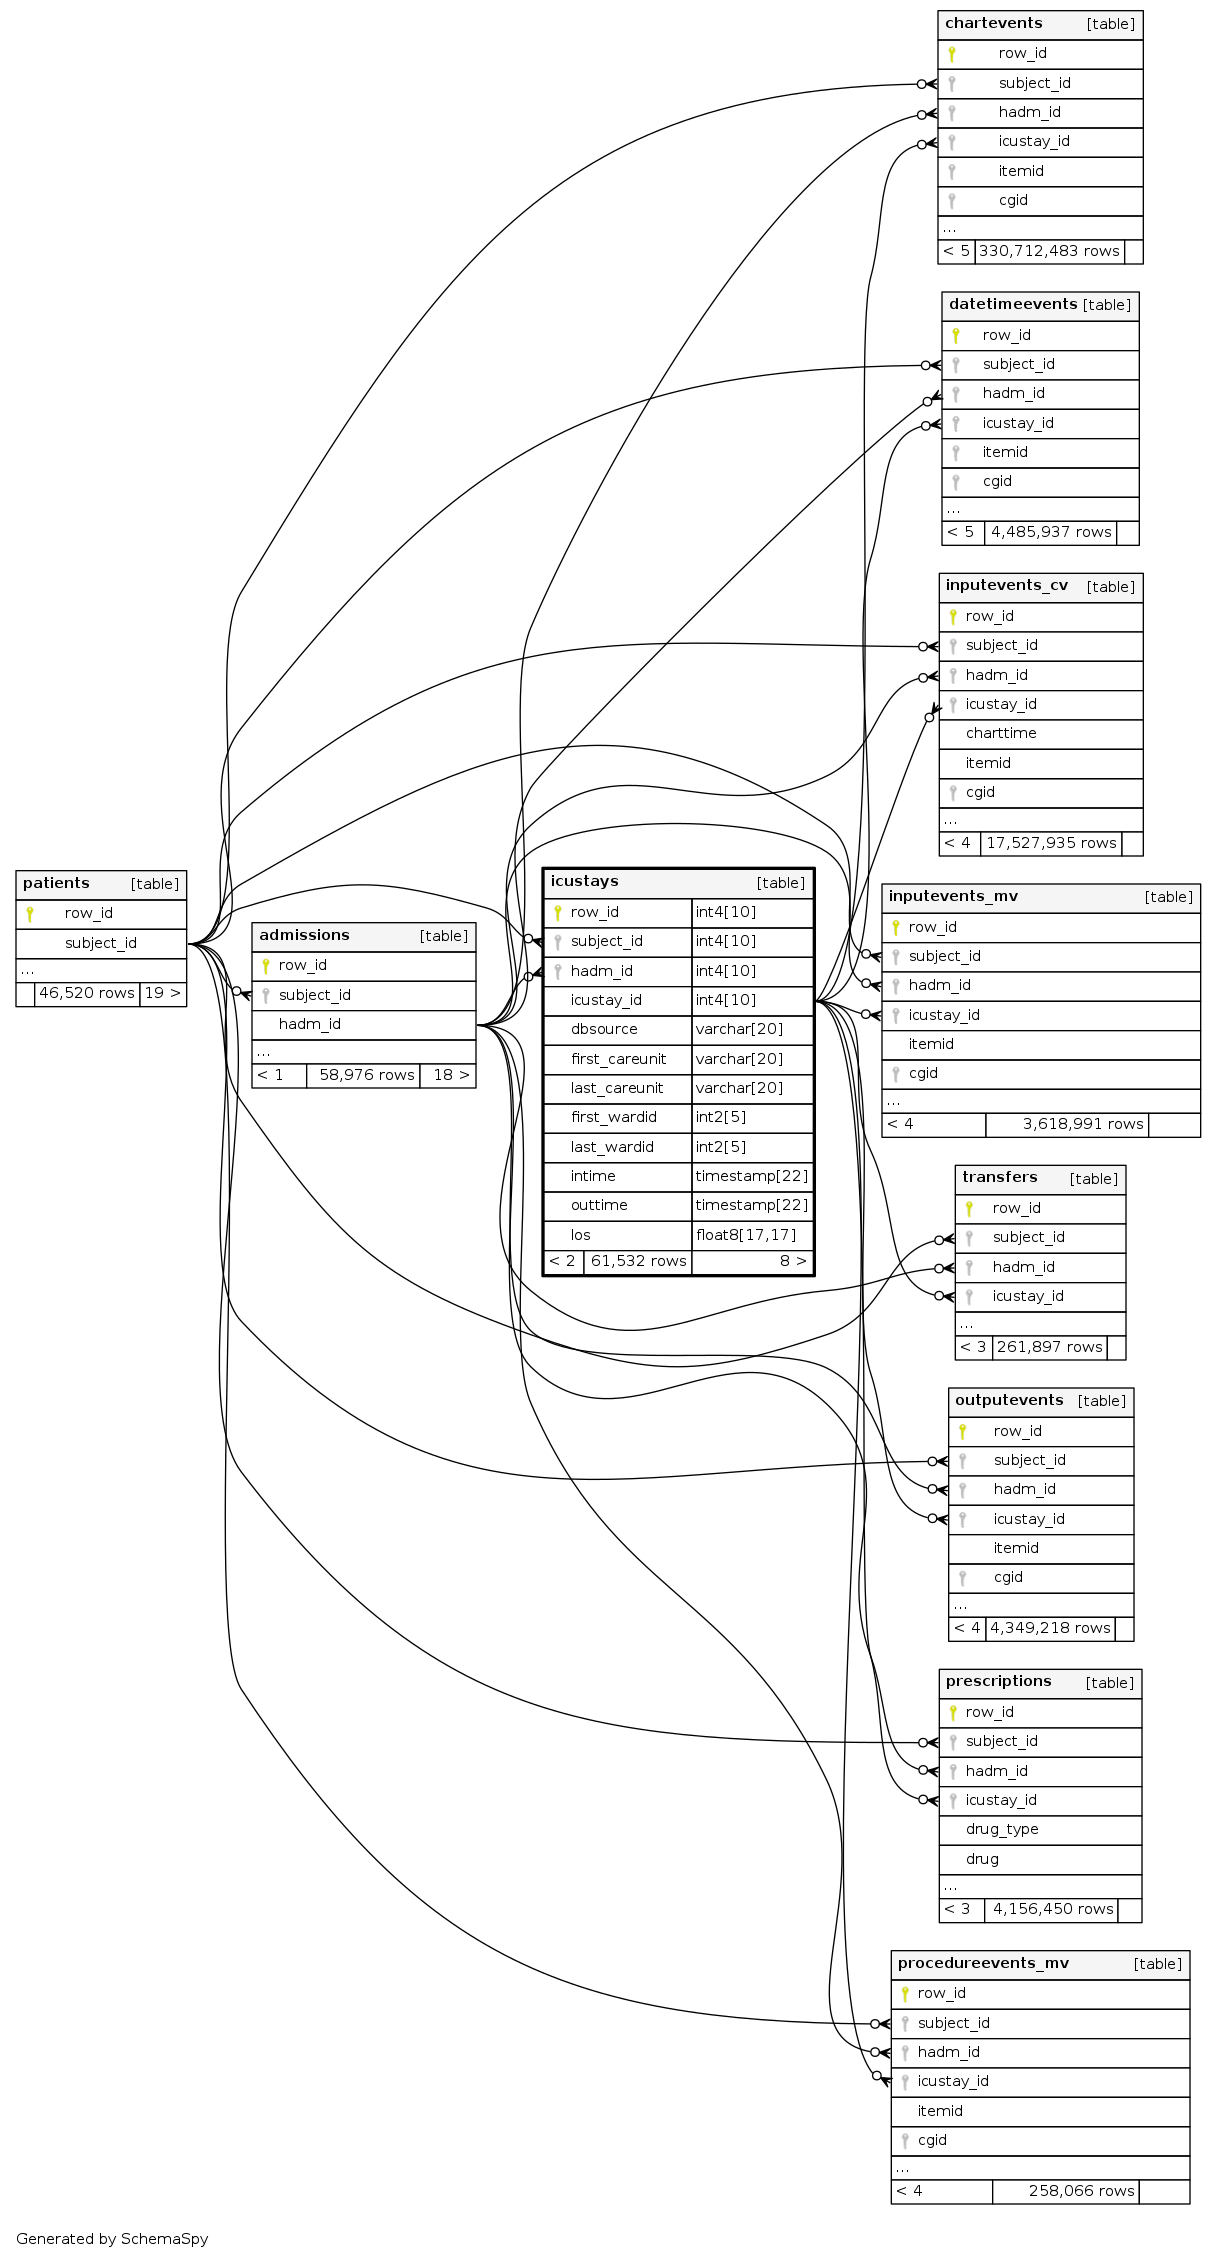 chartevents [table]
row_id
subject_id
hadm_id
icustay_id
itemid
cgid
...
< 5 330,712,483 rows
datetimeevents [table]
row_id
subject_id
hadm_id
icustay_id
itemid
cgid
...
< 5 4,485,937 rows
inputevents_cv [table]
row_id
subject_id
hadm_id
icustay_id
charttime
itemid
cgid
...
< 4 17,527,935 rows
patients [table]
row_id
subject_id
...
46,520 rows 19 >
admissions [table]
row_id
subject_id
hadm_id
...
< 1 58,976 rows 18 >
icustays [table]
row_id int4[10]
subject_id int4[10]
hadm_id int4[10]
icustay_id int4[10]
dbsource varchar[20]
first_careunit varchar[20]
last_careunit varchar[20]
first_wardid int2[5]
last_wardid int2[5]
intime timestamp[22]
outtime timestamp[22]
los float8[17,17]
< 2 61,532 rows 8 >
inputevents_mv [table]
row_id
subject_id
hadm_id
icustay_id
itemid
cgid
...
< 4 3,618,991 rows
transfers [table]
row_id
subject_id
hadm_id
icustay_id
...
< 3 261,897 rows
outputevents [table]
row_id
subject_id
hadm_id
icustay_id
itemid
cgid
...
< 4 4,349,218 rows
prescriptions [table]
row_id
subject_id
hadm_id
icustay_id
drug_type
drug
...
< 3 4,156,450 rows
procedureevents_mv [table]
row_id
subject_id
hadm_id
icustay_id
itemid
cgid
...
< 4 258,066 rows
Generated by SchemaSpy